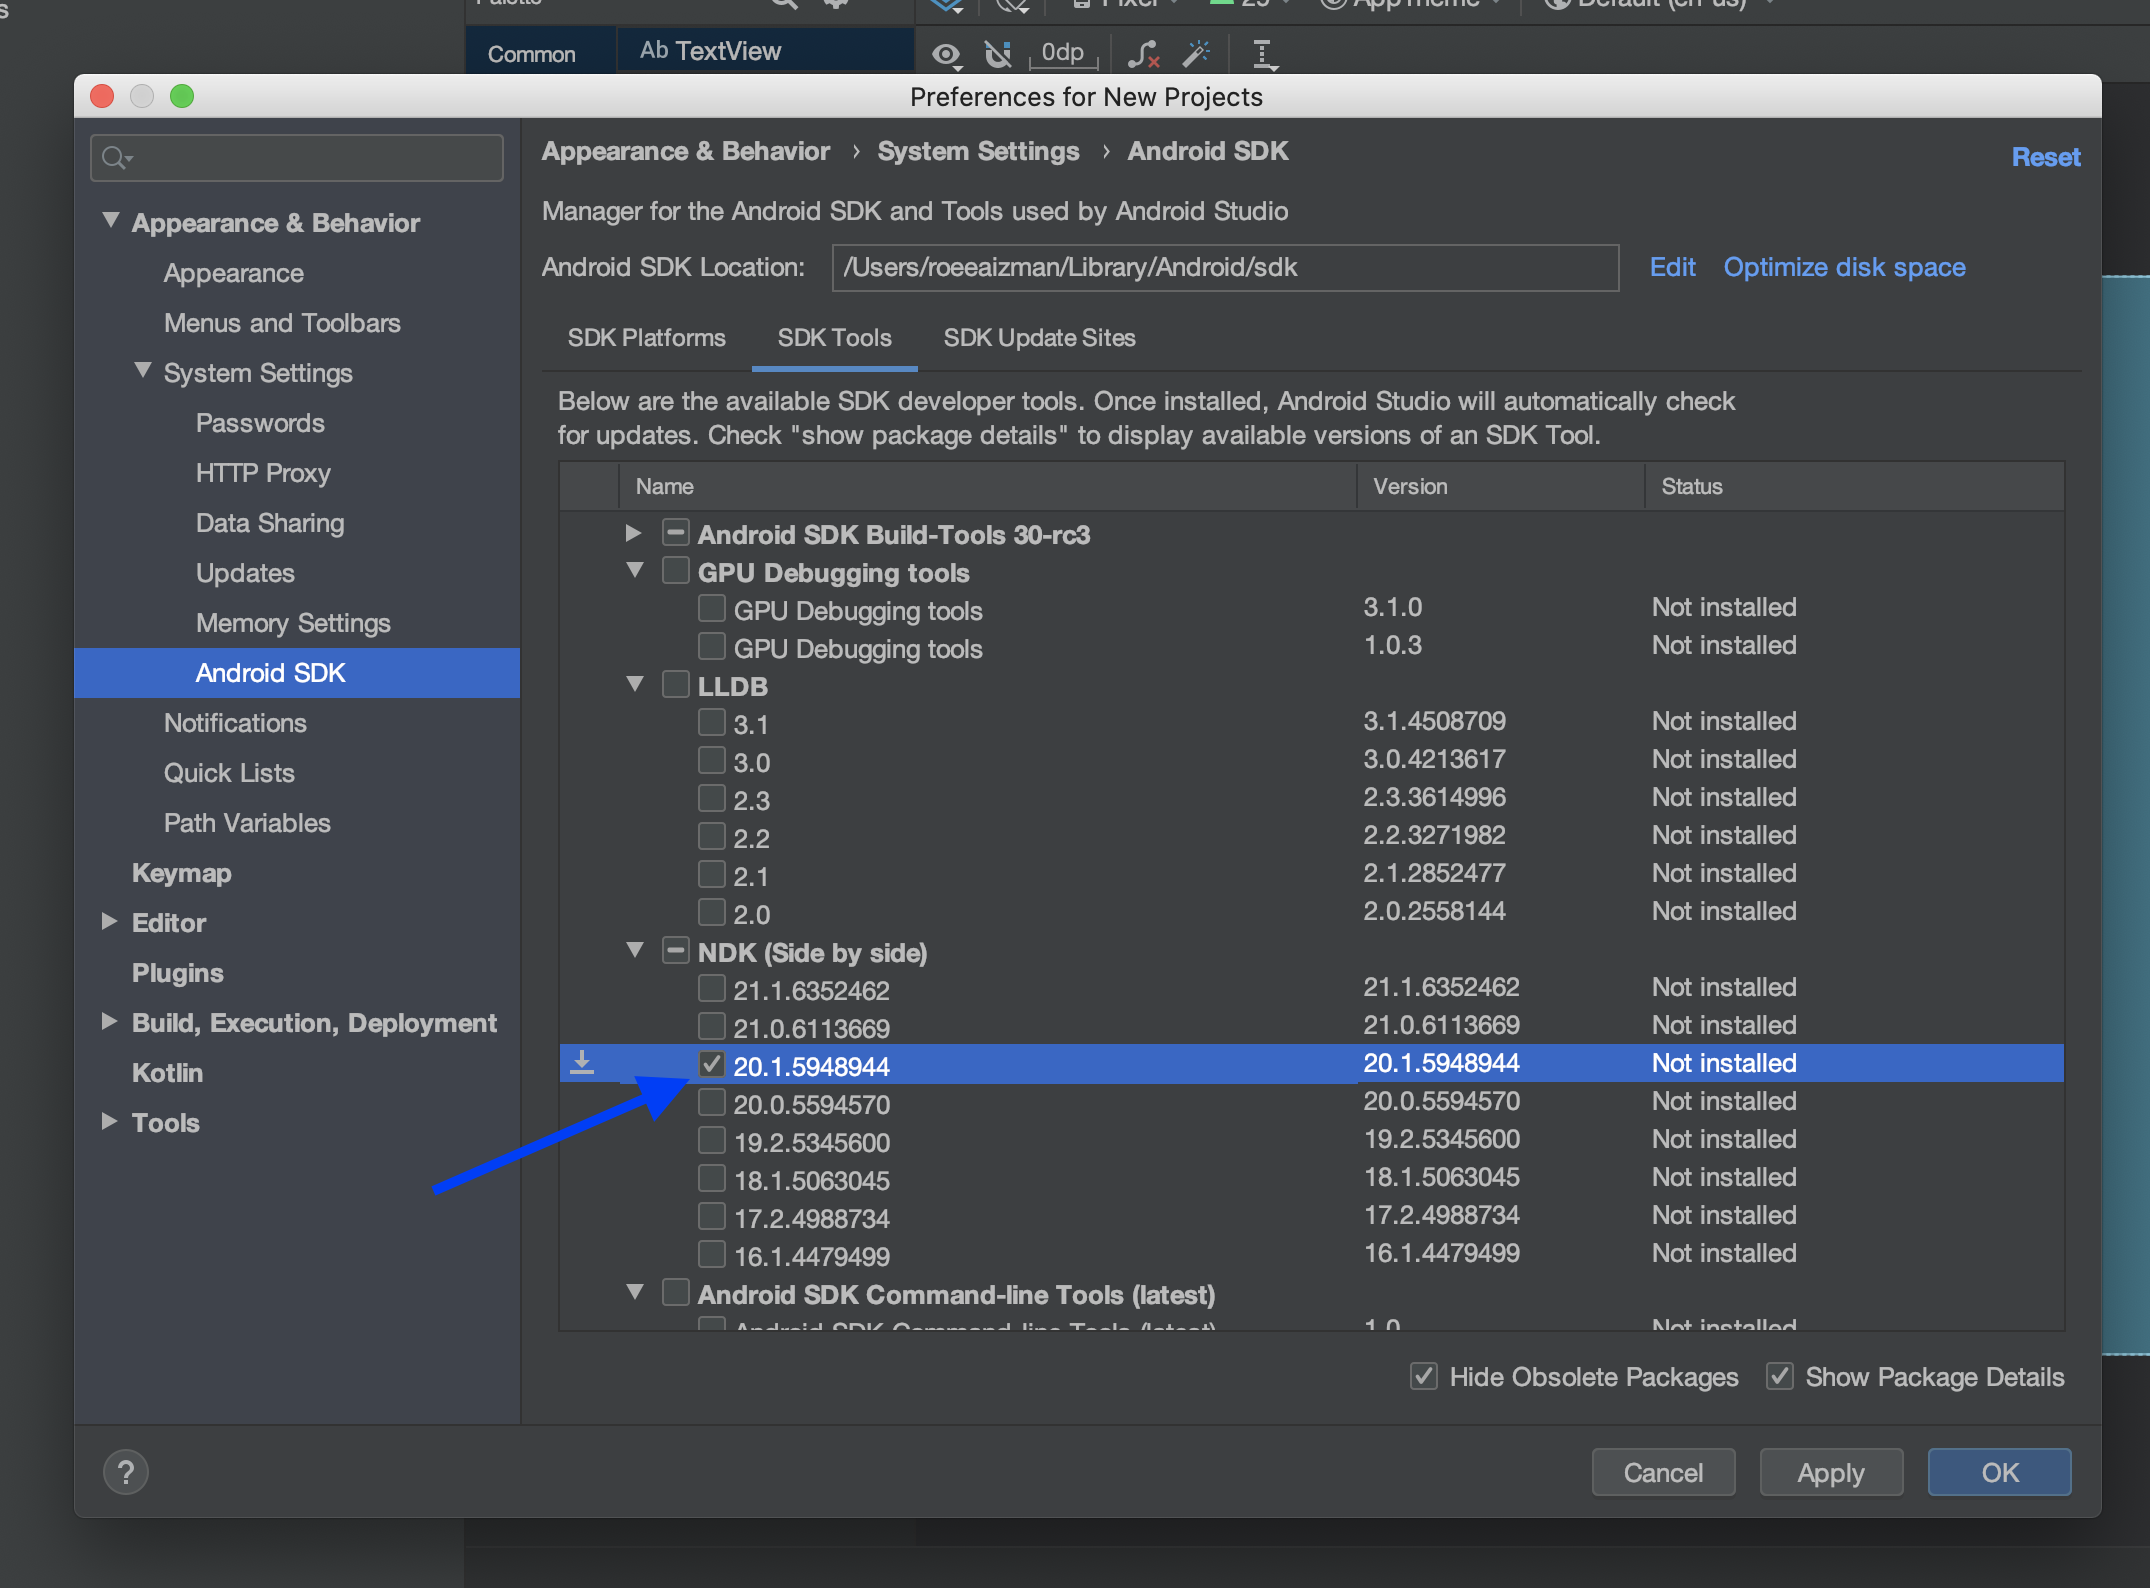 Common
Ab TextView
0dp
Preferences for New Projects
Appearance & Behavior › System Settings › Android SDK
Reset
Manager for the Android SDK and Tools used by Android Studio
Android SDK Location: /Users/roeeaizman/Library/Android/sdk Edit Optimize disk space
Appearance & Behavior
Appearance
Menus and Toolbars
System Settings
Passwords
HTTP Proxy
Data Sharing
Updates
Memory Settings
Android SDK
Notifications
Quick Lists
Path Variables
Keymap
Editor
Plugins
Build, Execution, Deployment
Kotlin
Tools
SDK Platforms SDK Tools SDK Update Sites
Below are the available SDK developer tools. Once installed, Android Studio will automatically check
for updates. Check "show package details" to display available versions of an SDK Tool.
Name Version Status
Android SDK Build-Tools 30-rc3
GPU Debugging tools
GPU Debugging tools 3.1.0 Not installed
GPU Debugging tools 1.0.3 Not installed
LLDB
3.1 3.1.4508709 Not installed
3.0 3.0.4213617 Not installed
2.3 2.3.3614996 Not installed
2.2 2.2.3271982 Not installed
2.1 2.1.2852477 Not installed
2.0 2.0.2558144 Not installed
NDK (Side by side)
21.1.6352462 21.1.6352462 Not installed
21.0.6113669 21.0.6113669 Not installed
20.1.5948944 20.1.5948944 Not installed
20.0.5594570 20.0.5594570 Not installed
19.2.5345600 19.2.5345600 Not installed
18.1.5063045 18.1.5063045 Not installed
17.2.4988734 17.2.4988734 Not installed
16.1.4479499 16.1.4479499 Not installed
Android SDK Command-line Tools (latest)
Android SDK Command-line Tools (latest) 1.0 Not installed
Hide Obsolete Packages Show Package Details
?
Cancel Apply OK